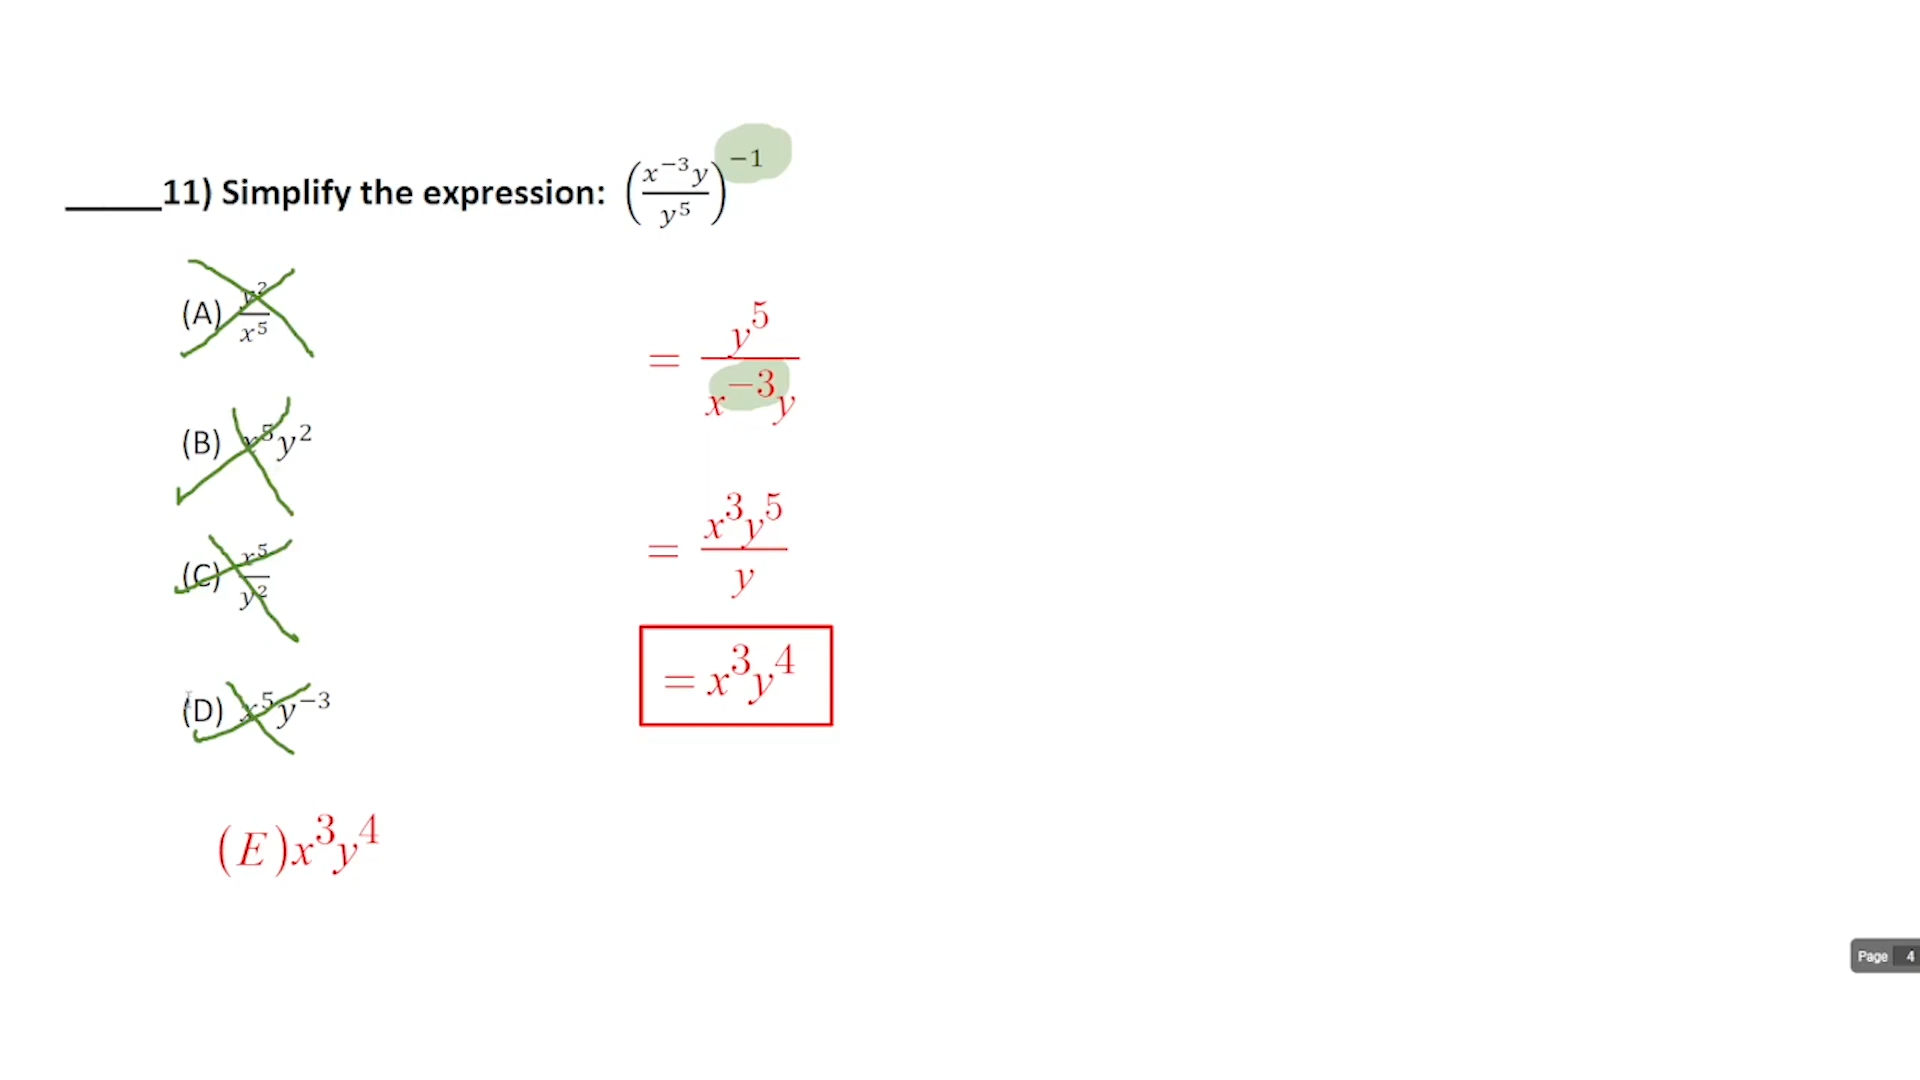 _____11) Simplify the expression: (x⁻³y / y⁵)⁻¹
(A) y² / x⁵
(B) x⁵y²
(C) x⁵ / y²
(D) x⁵y⁻³
(E)x³y⁴
= y⁵ / x⁻³y
= x³y⁵ / y
= x³y⁴
Page 4